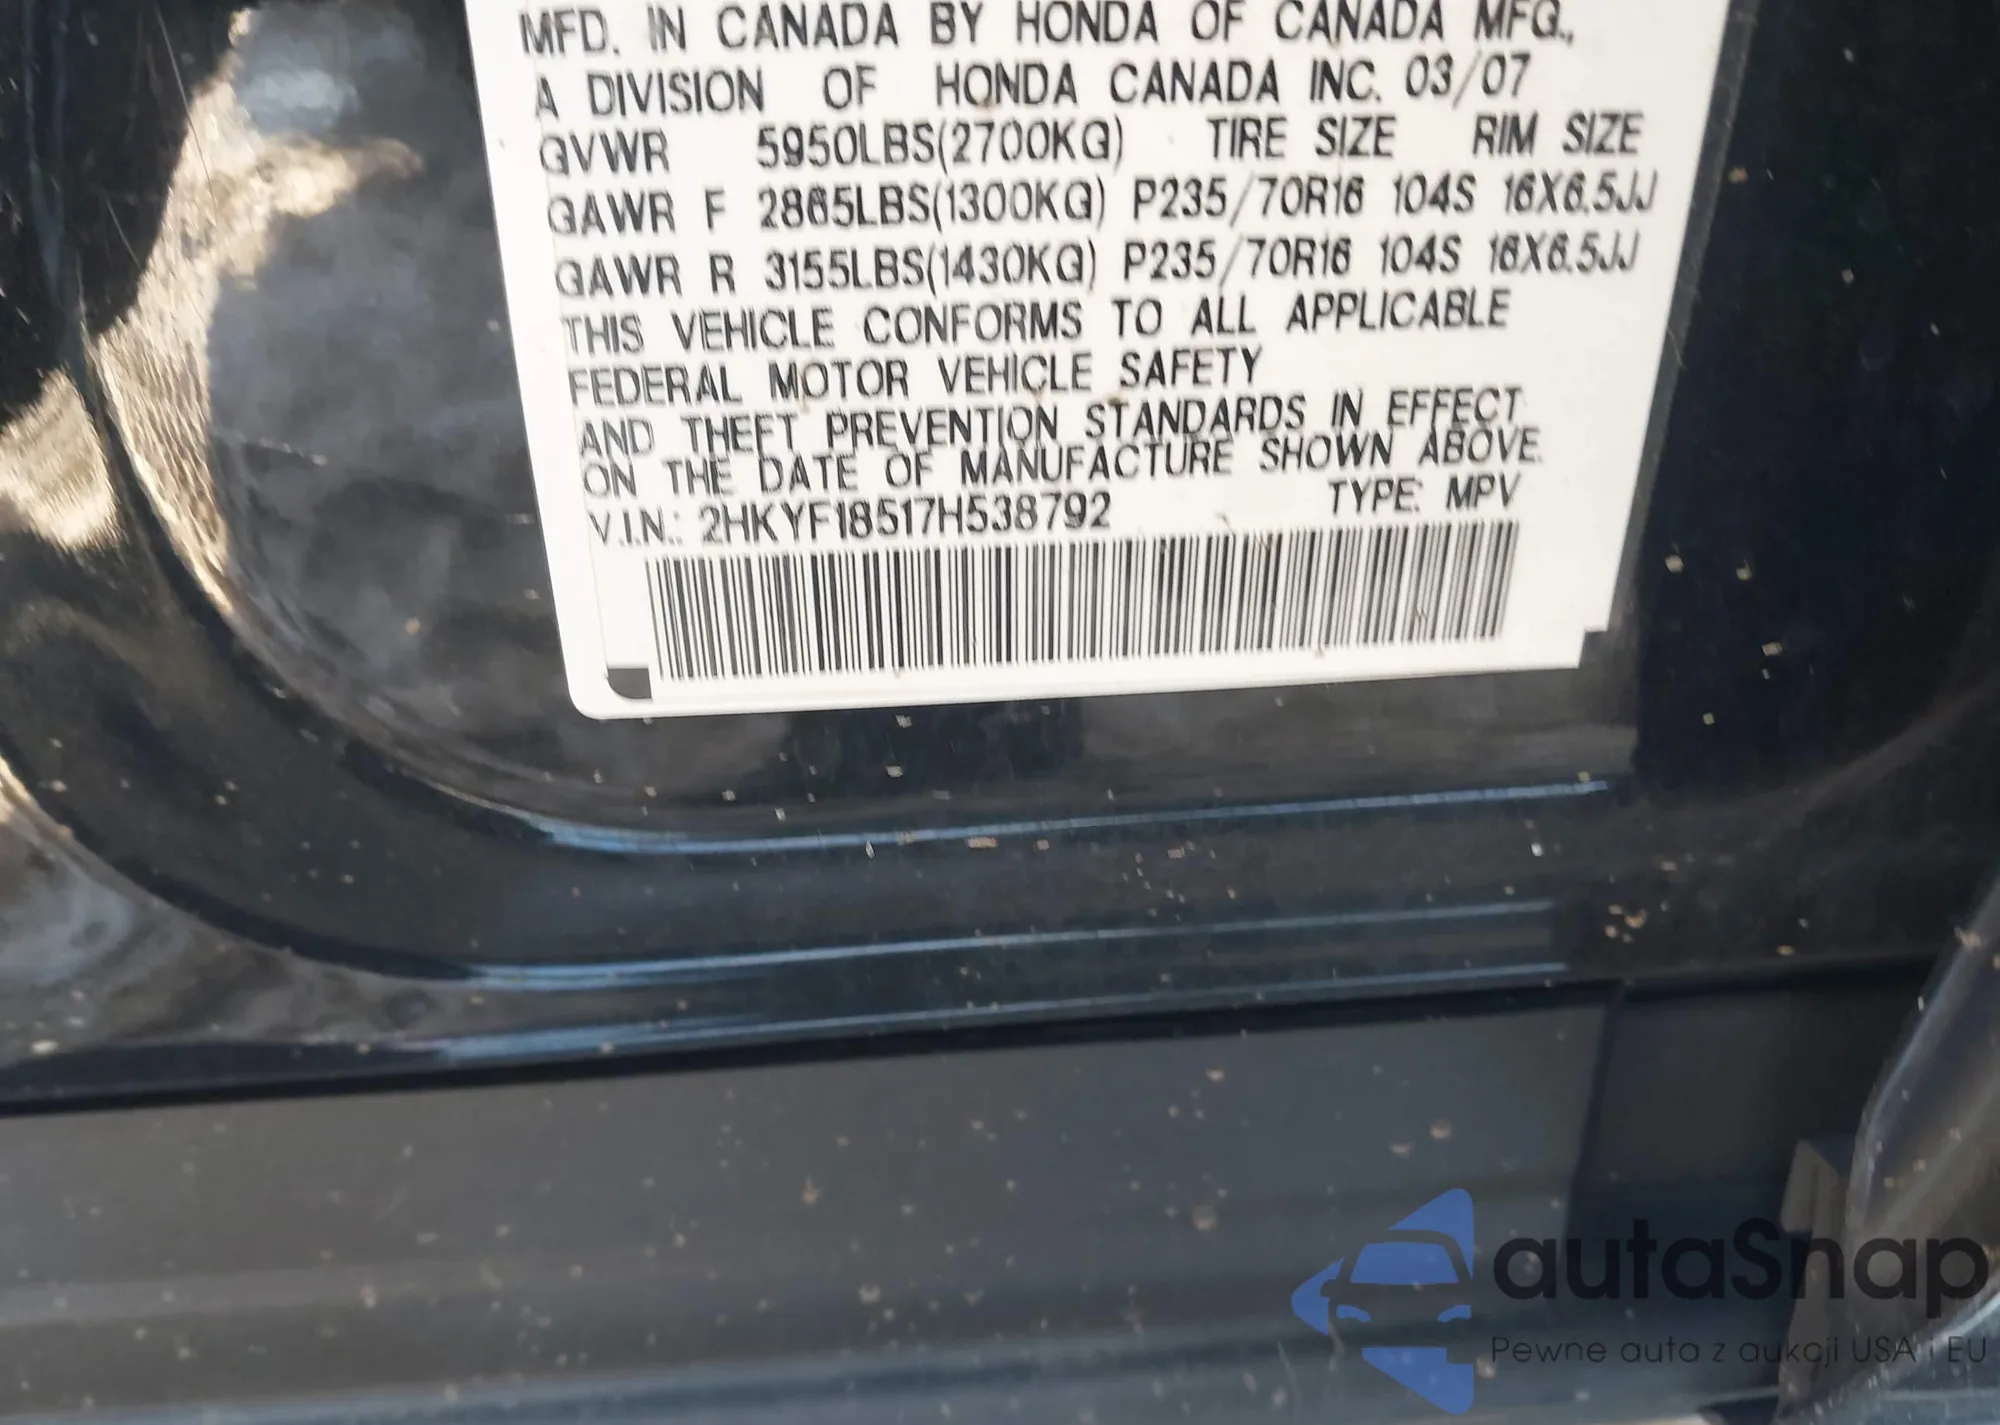 MFD. IN CANADA BY HONDA OF CANADA MFG.,
A DIVISION OF HONDA CANADA INC. 03/07
GVWR 5950LBS(2700KG) TIRE SIZE RIM SIZE
GAWR F 2865LBS(1300KG) P235/70R16 104S 16X6.5JJ
GAWR R 3155LBS(1430KG) P235/70R16 104S 16X6.5JJ
THIS VEHICLE CONFORMS TO ALL APPLICABLE
FEDERAL MOTOR VEHICLE SAFETY
AND THEFT PREVENTION STANDARDS IN EFFECT
ON THE DATE OF MANUFACTURE SHOWN ABOVE.
V.I.N.: 2HKYF18517H538792 TYPE: MPV
autaSnap
Pewne auta z aukcji USA i EU